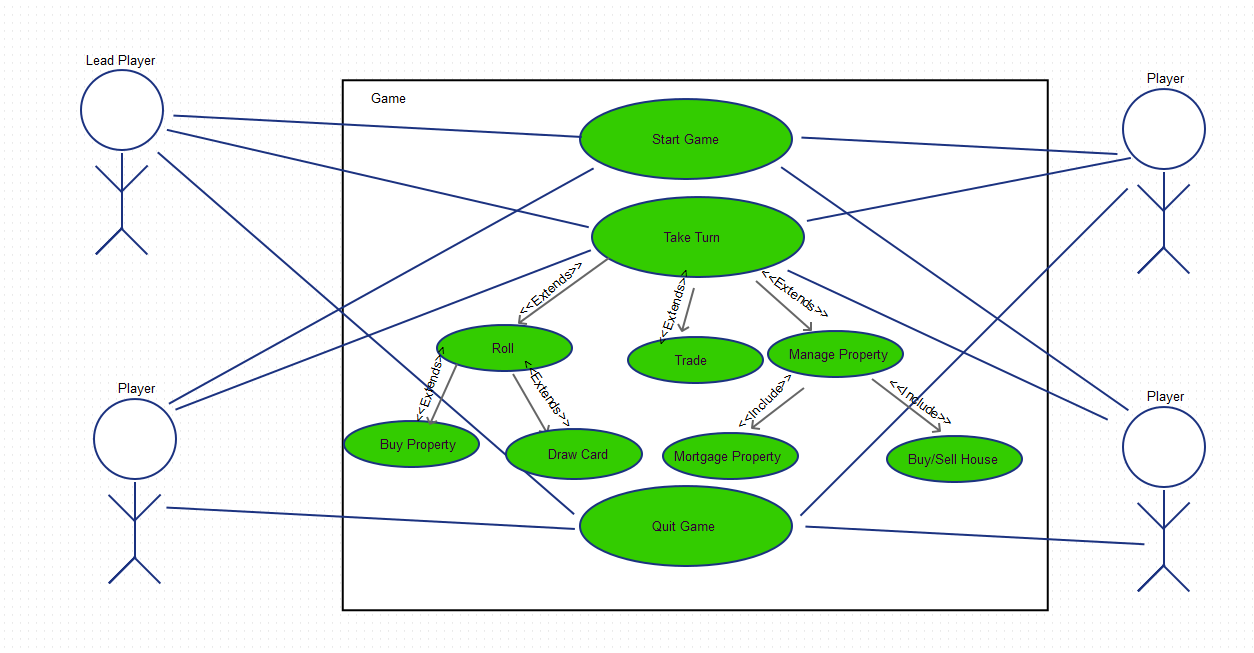 Lead Player
Player
Game
Start Game
Take Turn
<<Extends>>
<<Extends>>
<<Extends>>
Roll
Trade
Manage Property
<<Extends>>
<<Extends>>
<<Include>>
<<Include>>
Player
Player
Buy Property
Draw Card
Mortgage Property
Buy/Sell House
Quit Game